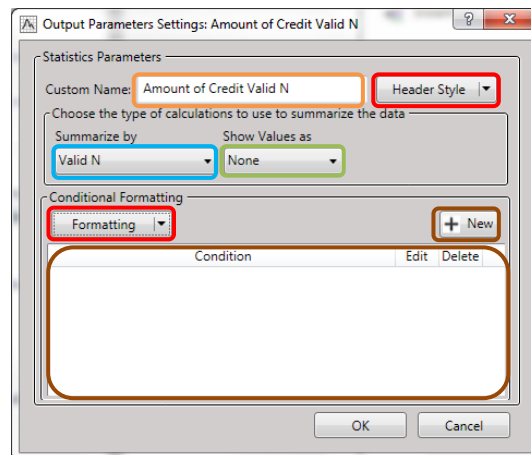 Output Parameters Settings: Amount of Credit Valid N
Statistics Parameters
Custom Name: Amount of Credit Valid N Header Style
Choose the type of calculations to use to summarize the data
Summarize by Show Values as
Valid N None
Conditional Formatting
Formatting + New
Condition Edit Delete
OK Cancel